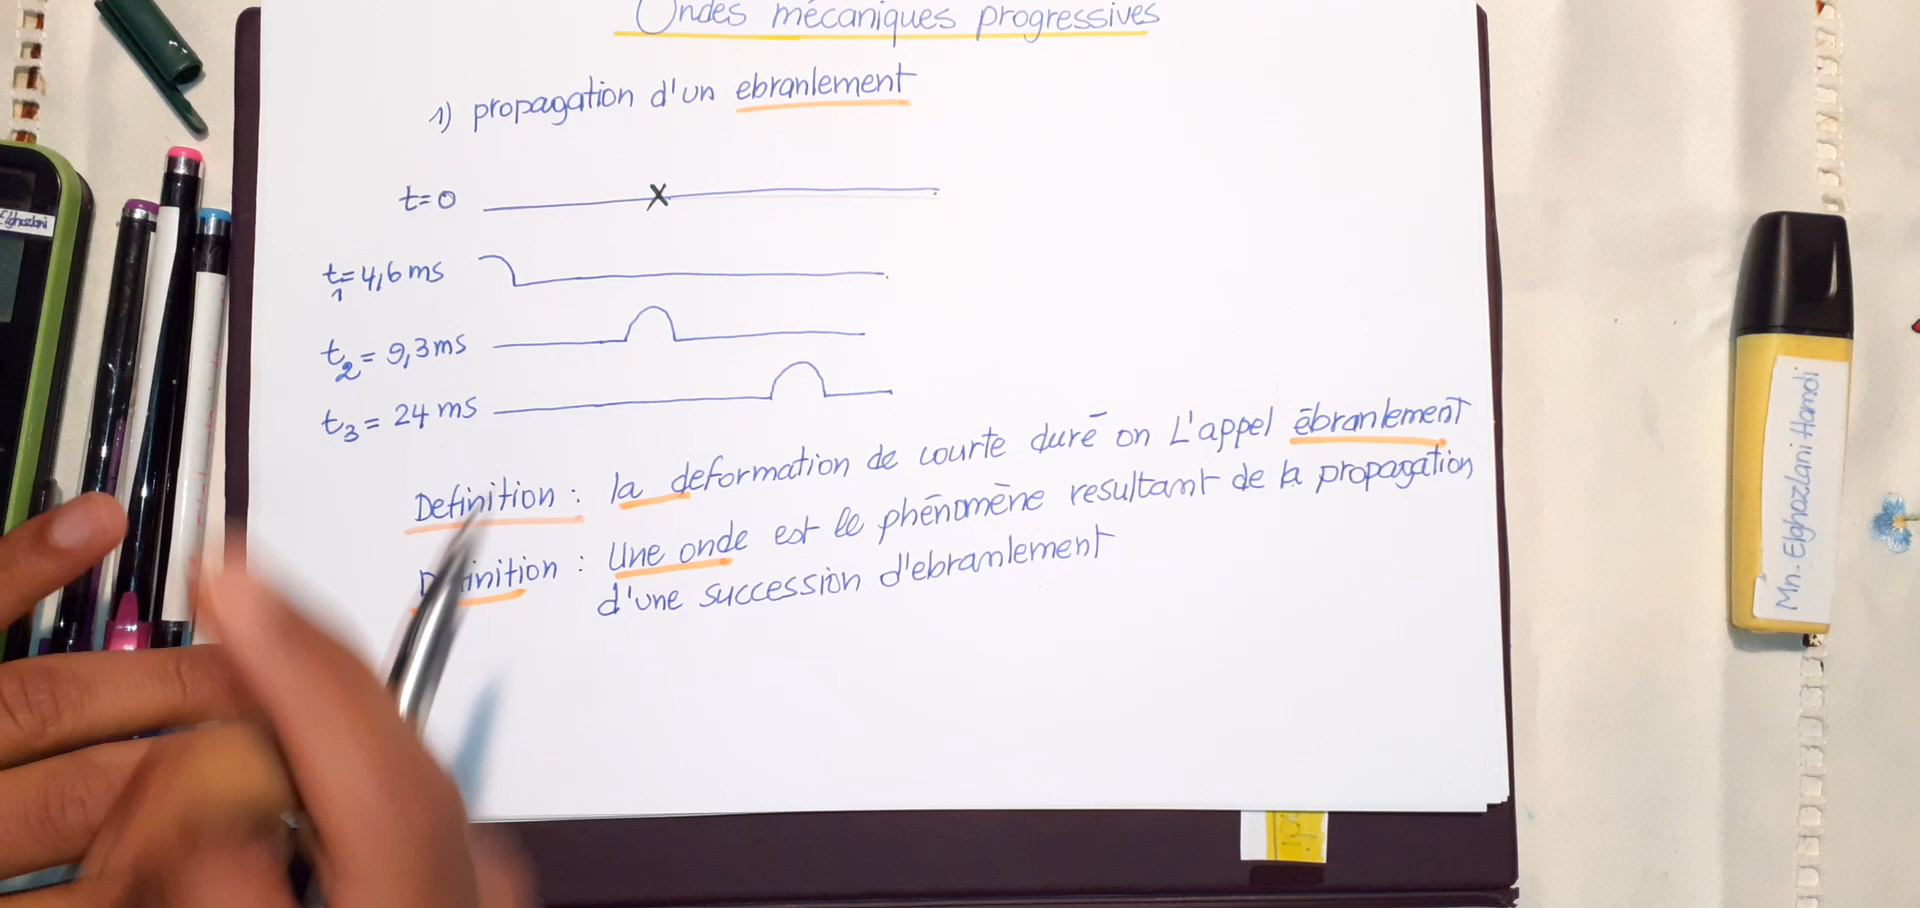 Ondes mécaniques progressives
1) propagation d'un ebranlement
t=0
t1=4,6ms
t2=9,3ms
t3=24ms
Definition: la deformation de courte duré on L'appel ébranlement
Definition: Une onde est le phénomène resultant de la propagation
d'une succession d'ebranlement
Elghazlani
Mn. Elghazlani Hamdi